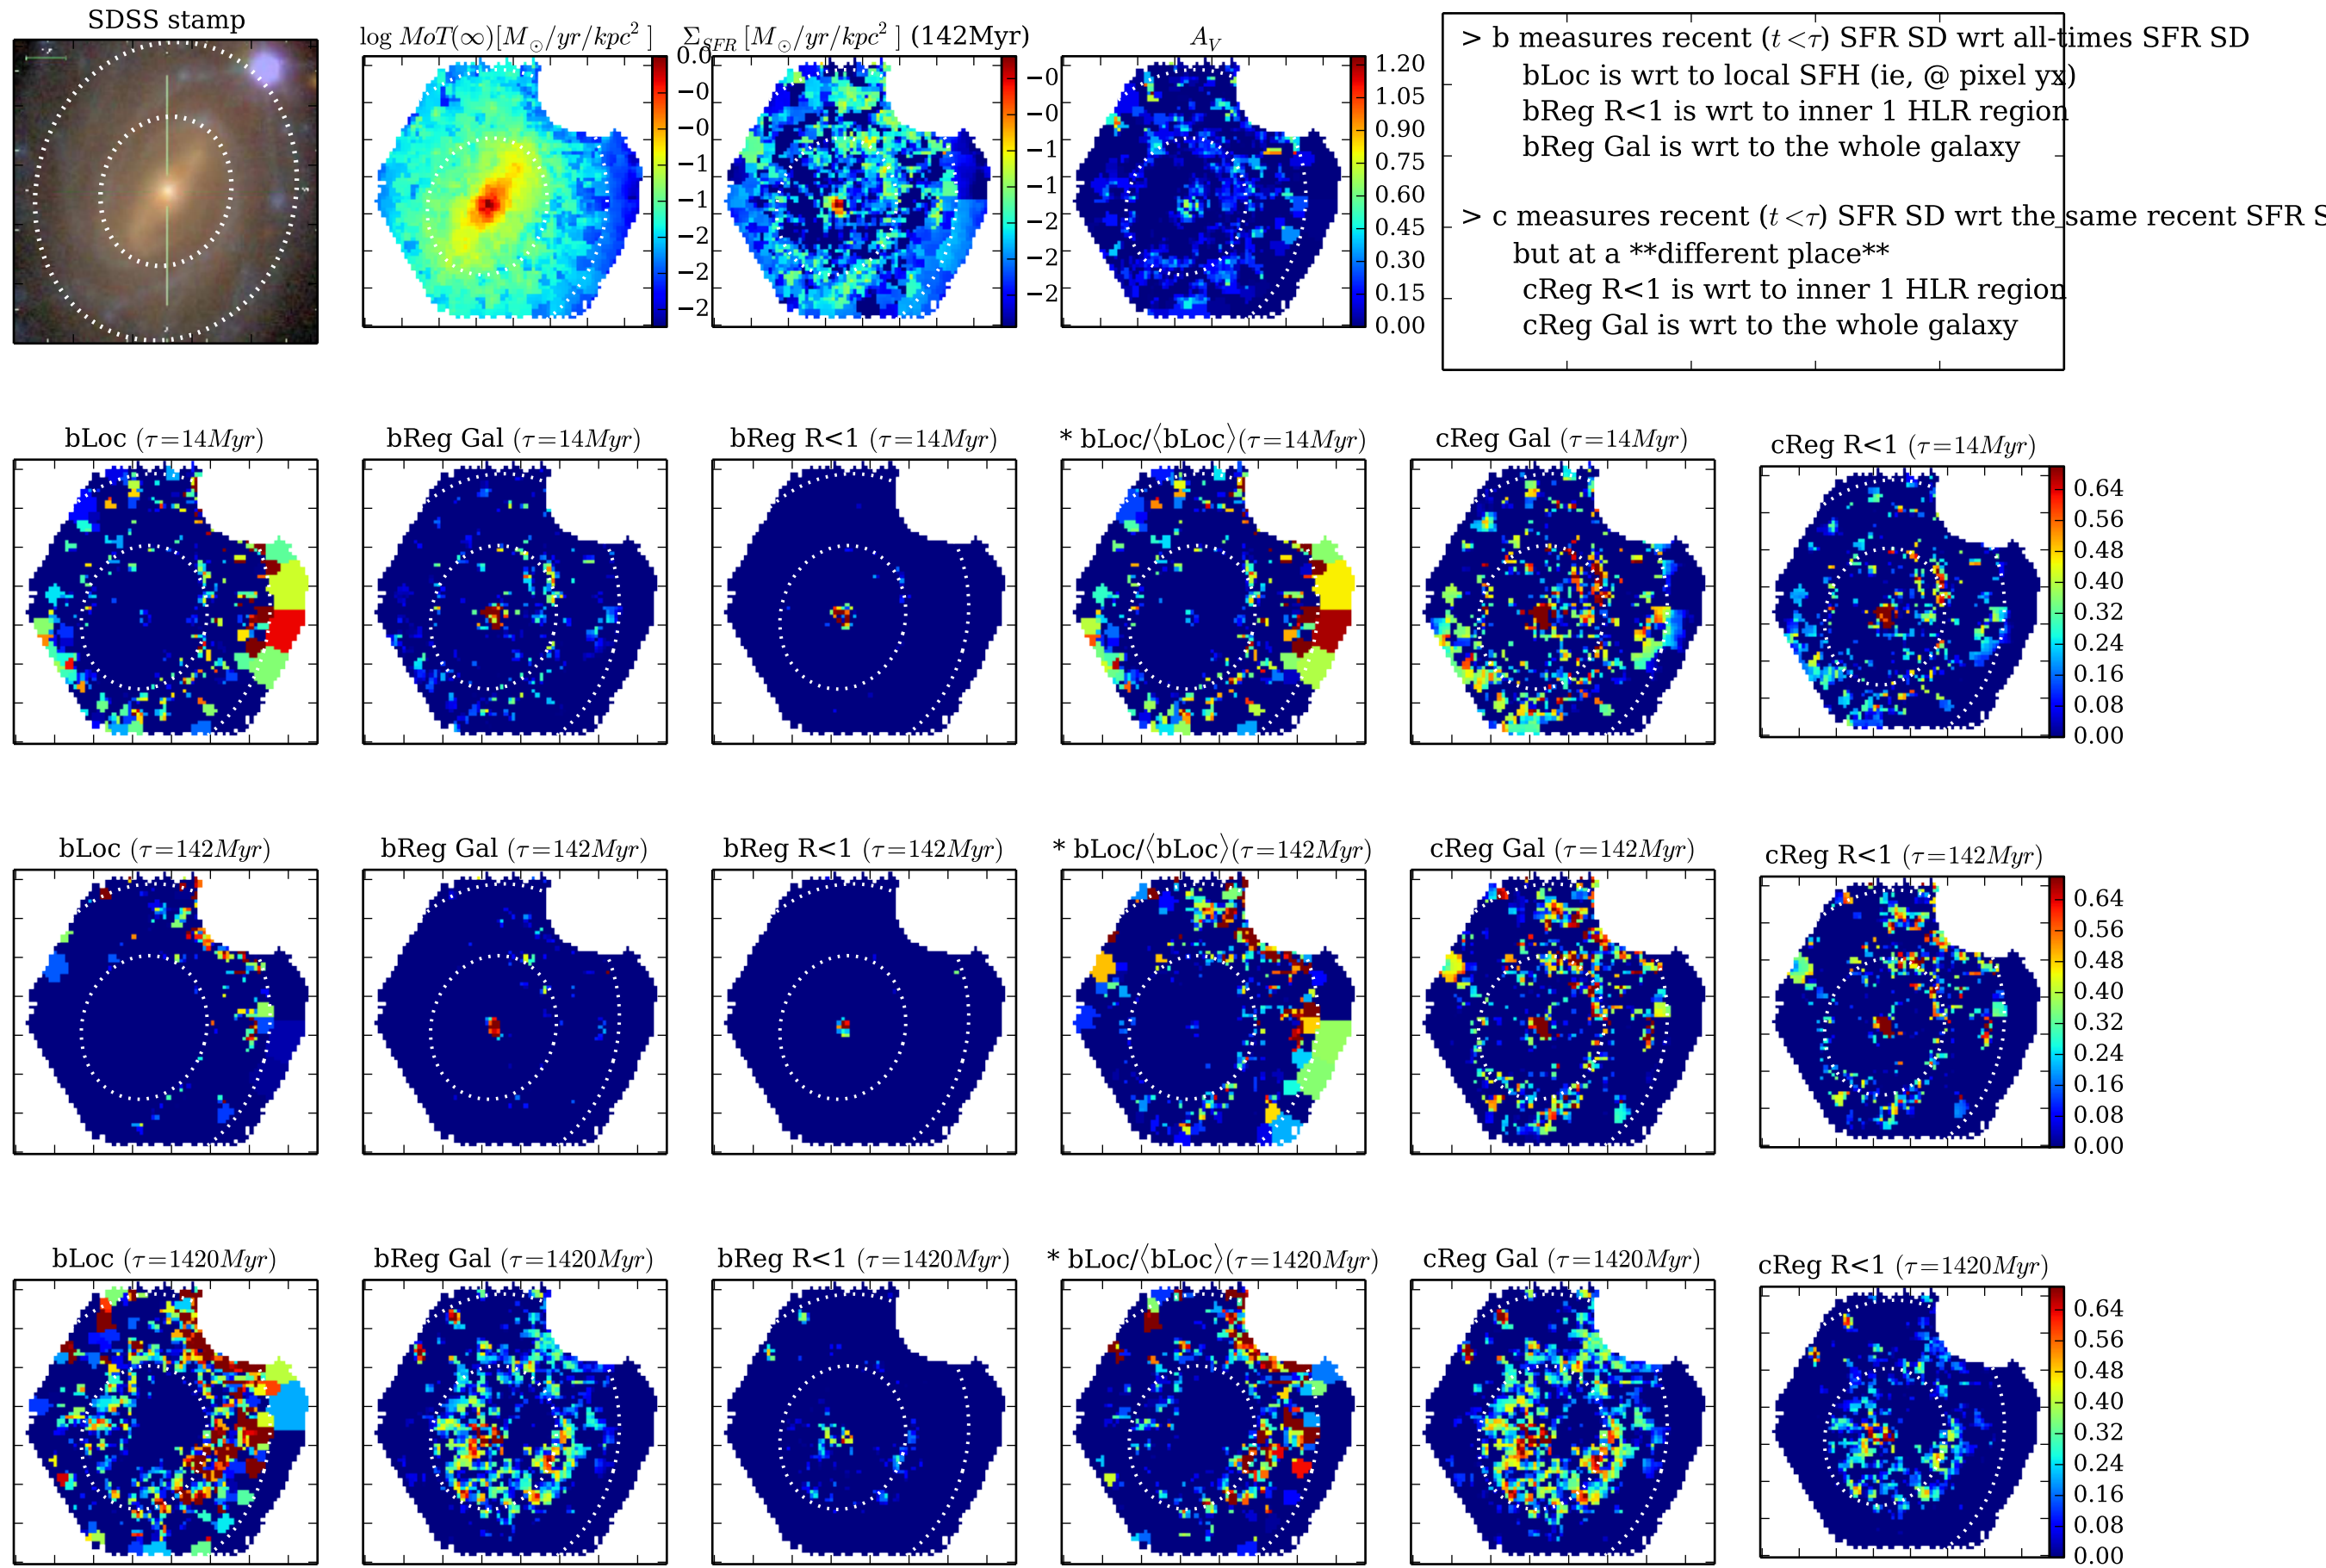 SDSS stamp
log MoT(∞)[M⊙/yr/kpc² ]
Σ_SFR [M⊙/yr/kpc² ] (142Myr)
A_V
0.0
−0
−0
−1
−1
−2
−2
−2
−0
−0
−1
−1
−2
−2
−2
1.20
1.05
0.90
0.75
0.60
0.45
0.30
0.15
0.00
> b measures recent (t<τ) SFR SD wrt all-times SFR SD
bLoc is wrt to local SFH (ie, @ pixel yx)
bReg R<1 is wrt to inner 1 HLR region
bReg Gal is wrt to the whole galaxy
> c measures recent (t<τ) SFR SD wrt the same recent SFR S
but at a **different place**
cReg R<1 is wrt to inner 1 HLR region
cReg Gal is wrt to the whole galaxy
bLoc (τ=14Myr)
bReg Gal (τ=14Myr)
bReg R<1 (τ=14Myr)
* bLoc/⟨bLoc⟩(τ=14Myr)
cReg Gal (τ=14Myr)
cReg R<1 (τ=14Myr)
0.64
0.56
0.48
0.40
0.32
0.24
0.16
0.08
0.00
bLoc (τ=142Myr)
bReg Gal (τ=142Myr)
bReg R<1 (τ=142Myr)
* bLoc/⟨bLoc⟩(τ=142Myr)
cReg Gal (τ=142Myr)
cReg R<1 (τ=142Myr)
0.64
0.56
0.48
0.40
0.32
0.24
0.16
0.08
0.00
bLoc (τ=1420Myr)
bReg Gal (τ=1420Myr)
bReg R<1 (τ=1420Myr)
* bLoc/⟨bLoc⟩(τ=1420Myr)
cReg Gal (τ=1420Myr)
cReg R<1 (τ=1420Myr)
0.64
0.56
0.48
0.40
0.32
0.24
0.16
0.08
0.00